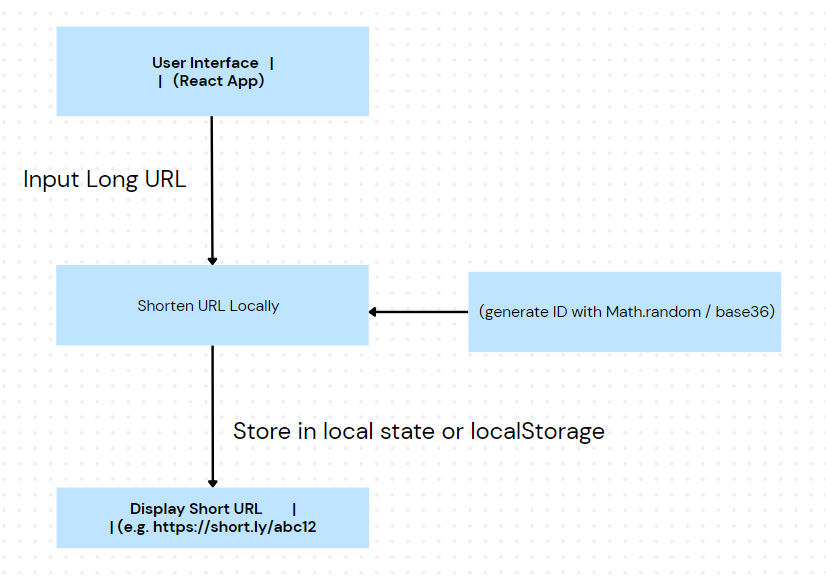 User Interface |
| (React App)
Input Long URL
Shorten URL Locally
(generate ID with Math.random / base36)
Store in local state or localStorage
Display Short URL |
| (e.g. https://short.ly/abc12